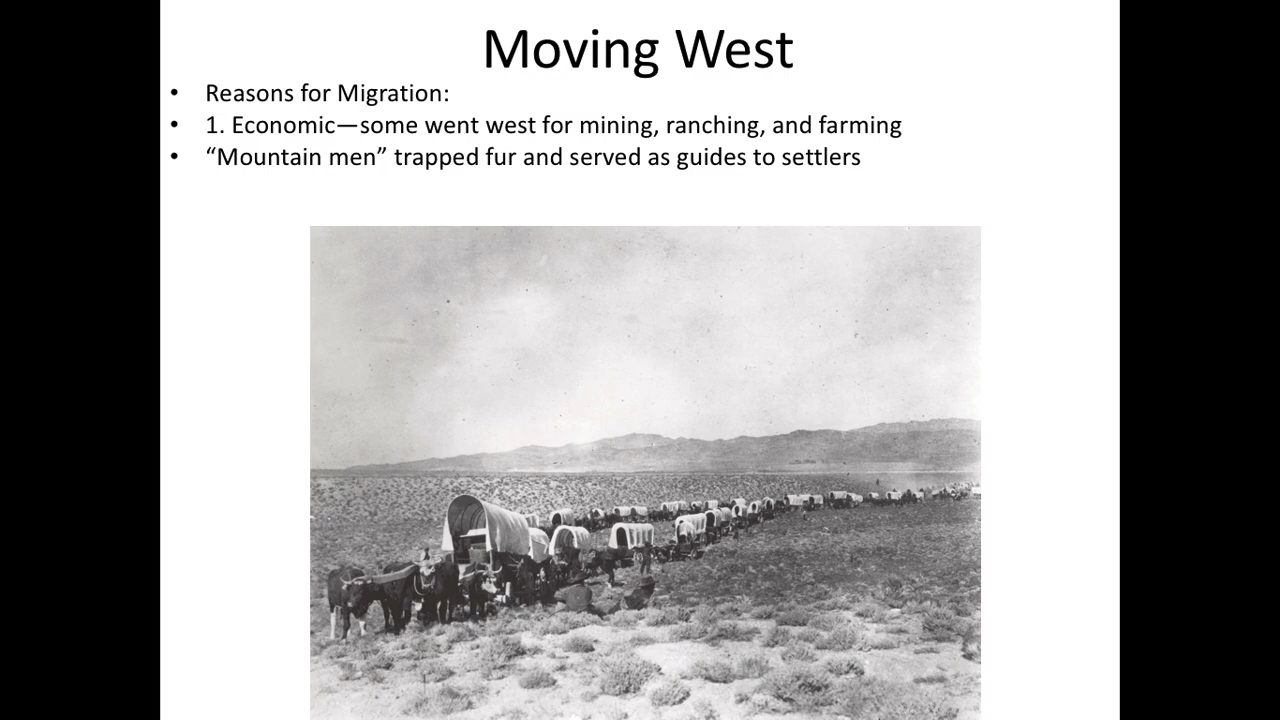 Moving West
• Reasons for Migration:
• 1. Economic—some went west for mining, ranching, and farming
• “Mountain men” trapped fur and served as guides to settlers